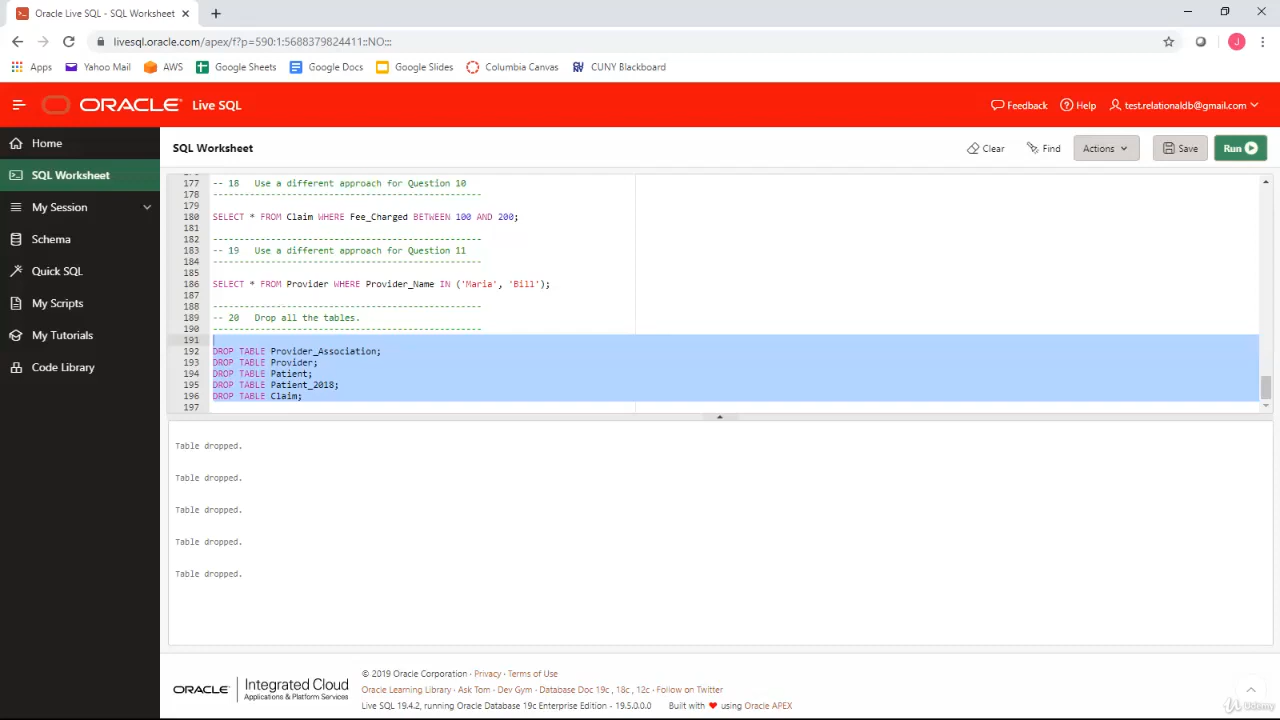 Oracle Live SQL - SQL Worksheet
livesql.oracle.com/apex/f?p=590:1:5688379824411::NO:::
J
Apps Yahoo Mail AWS Google Sheets Google Docs Google Slides Columbia Canvas CUNY Blackboard
ORACLE Live SQL Feedback Help test.relationaldb@gmail.com
Home
SQL Worksheet
My Session
Schema
Quick SQL
My Scripts
My Tutorials
Code Library
SQL Worksheet Clear Find Actions Save Run
177 -- 18 Use a different approach for Question 10
178 --------------------------------------------------
179
180 SELECT * FROM Claim WHERE Fee_Charged BETWEEN 100 AND 200;
181
182 --------------------------------------------------
183 -- 19 Use a different approach for Question 11
184 --------------------------------------------------
185
186 SELECT * FROM Provider WHERE Provider_Name IN ('Maria', 'Bill');
187
188 --------------------------------------------------
189 -- 20 Drop all the tables.
190 --------------------------------------------------
191
192 DROP TABLE Provider_Association;
193 DROP TABLE Provider;
194 DROP TABLE Patient;
195 DROP TABLE Patient_2018;
196 DROP TABLE Claim;
197
Table dropped.
Table dropped.
Table dropped.
Table dropped.
Table dropped.
ORACLE Integrated Cloud
Applications & Platform Services
© 2019 Oracle Corporation · Privacy · Terms of Use
Oracle Learning Library · Ask Tom · Dev Gym · Database Doc 19c, 18c, 12c · Follow on Twitter
Live SQL 19.4.2, running Oracle Database 19c Enterprise Edition - 19.5.0.0.0 Built with ❤ using Oracle APEX
Udemy